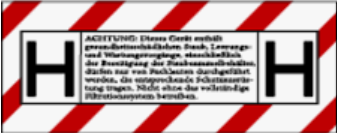 H
ACHTUNG: Dieses Gerät enthält
gesundheitsschädlichen Staub, Leerungs-
und Wartungsvorgänge, einschließlich
der Beseitigung der Staubsammelbehälter,
dürfen nur von Fachleuten durchgeführt
werden, die entsprechende Schutzausrüs-
tung tragen. Nicht ohne das vollständige
Filtrationssystem betreiben.
H